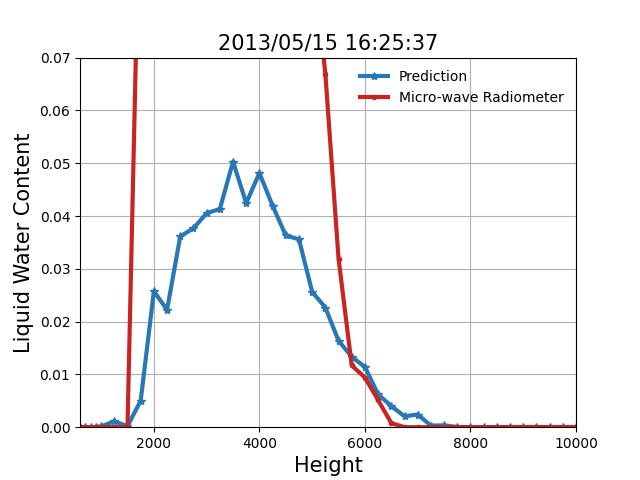 2013/05/15 16:25:37
Prediction
Micro-wave Radiometer
Liquid Water Content
0.07
0.06
0.05
0.04
0.03
0.02
0.01
0.00
2000 4000 6000 8000 10000
Height